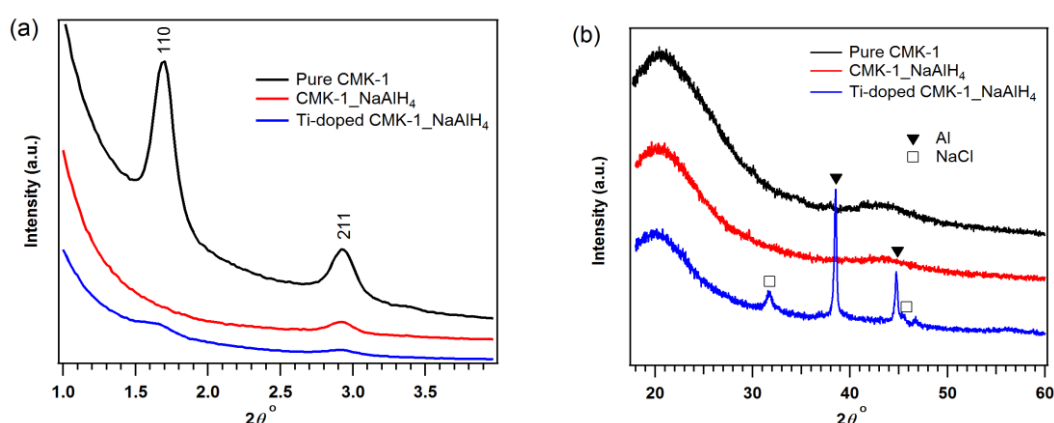 (a)
110
211
Pure CMK-1
CMK-1_NaAlH₄
Ti-doped CMK-1_NaAlH₄
Intensity (a.u.)
1.0 1.5 2.0 2.5 3.0 3.5
2θ°
(b)
Pure CMK-1
CMK-1_NaAlH₄
Ti-doped CMK-1_NaAlH₄
Al
NaCl
Intensity (a.u.)
20 30 40 50 60
2θ°